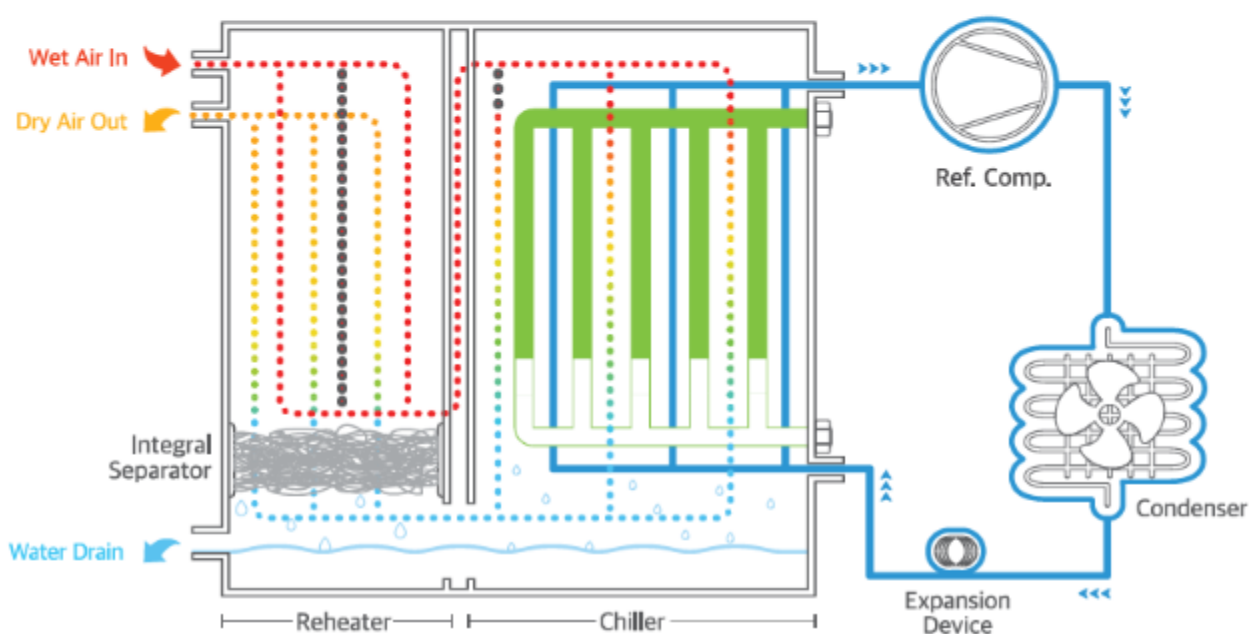 Wet Air In
Dry Air Out
Ref. Comp.
Integral
Separator
Condenser
Water Drain
Expansion
Device
Reheater
Chiller